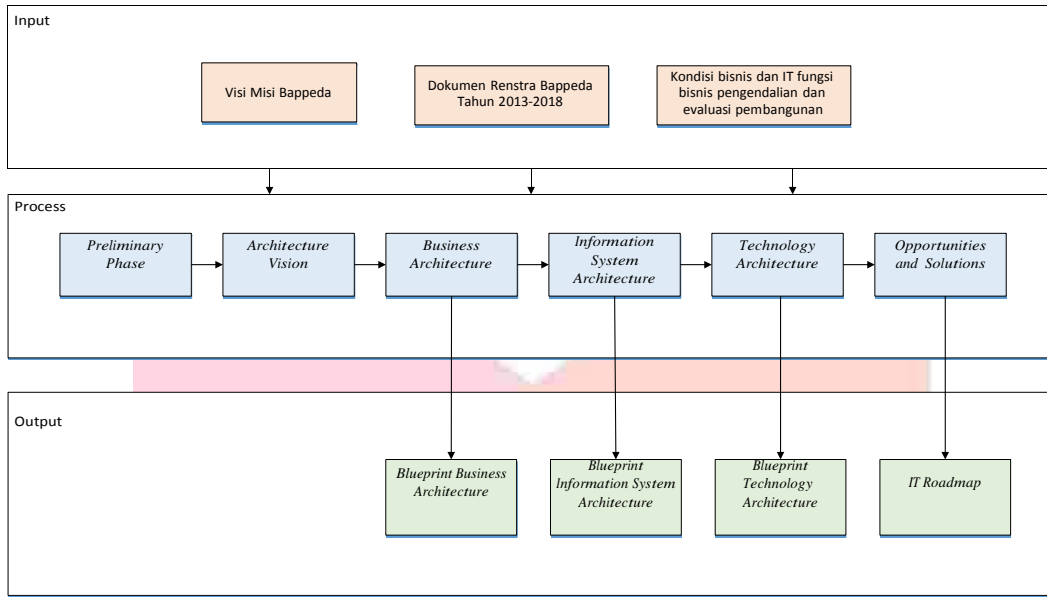 Input
Visi Misi Bappeda
Dokumen Renstra Bappeda
Tahun 2013-2018
Kondisi bisnis dan IT fungsi
bisnis pengendalian dan
evaluasi pembangunan
Process
Preliminary
Phase
Architecture
Vision
Business
Architecture
Information
System
Architecture
Technology
Architecture
Opportunities
and Solutions
Output
Blueprint Business
Architecture
Blueprint
Information System
Architecture
Blueprint
Technology
Architecture
IT Roadmap